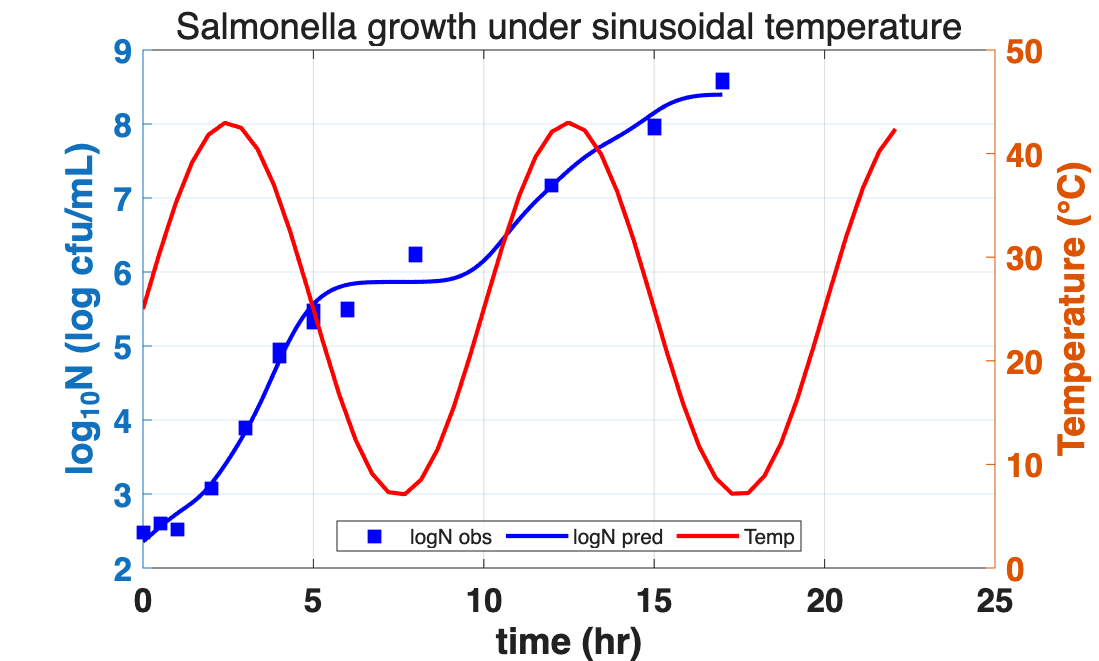 Salmonella growth under sinusoidal temperature
9
8
7
6
5
4
3
2
log₁₀N (log cfu/mL)
50
40
30
20
10
0
Temperature (°C)
logN obs logN pred Temp
0 5 10 15 20 25
time (hr)